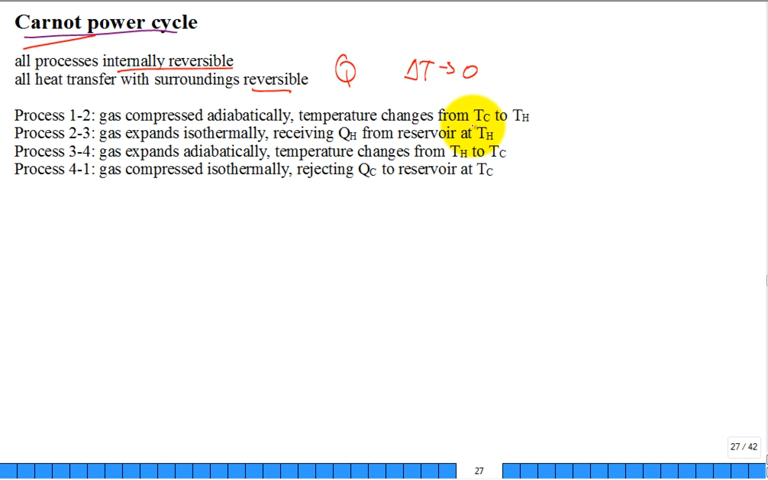 Carnot power cycle
all processes internally reversible
all heat transfer with surroundings reversible Q ΔT→0
Process 1-2: gas compressed adiabatically, temperature changes from TC to TH
Process 2-3: gas expands isothermally, receiving QH from reservoir at TH
Process 3-4: gas expands adiabatically, temperature changes from TH to TC
Process 4-1: gas compressed isothermally, rejecting QC to reservoir at TC
27 / 42
27